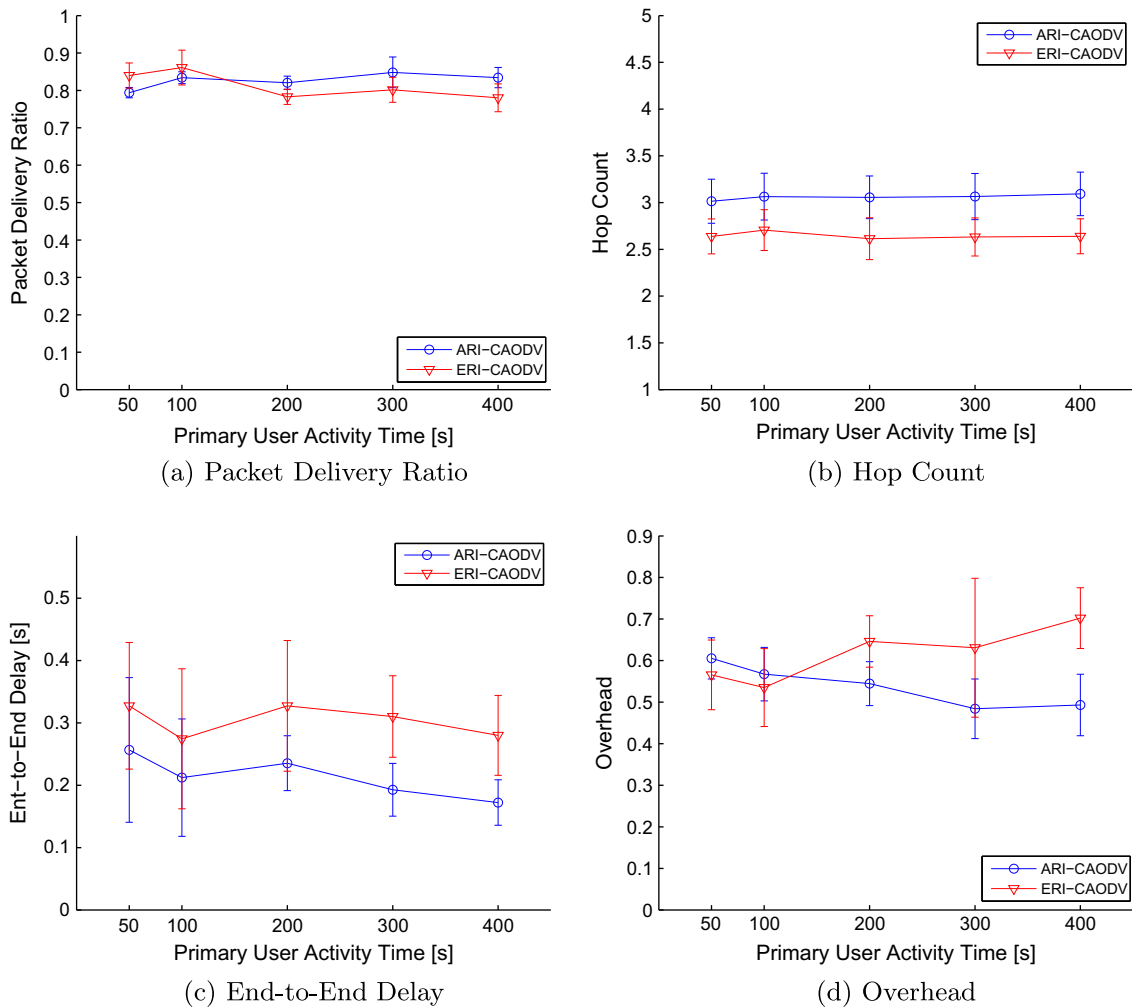 1
0.9
0.8
0.7
0.6
0.5
0.4
0.3
0.2
0.1
0
Packet Delivery Ratio
ARI-CAODV
ERI-CAODV
50 100 200 300 400
Primary User Activity Time [s]
(a) Packet Delivery Ratio
5
4.5
4
3.5
3
2.5
2
1.5
1
Hop Count
ARI-CAODV
ERI-CAODV
50 100 200 300 400
Primary User Activity Time [s]
(b) Hop Count
0.5
0.4
0.3
0.2
0.1
0
Ent-to-End Delay [s]
ARI-CAODV
ERI-CAODV
50 100 200 300 400
Primary User Activity Time [s]
(c) End-to-End Delay
0.9
0.8
0.7
0.6
0.5
0.4
0.3
0.2
0.1
0
Overhead
ARI-CAODV
ERI-CAODV
50 100 200 300 400
Primary User Activity Time [s]
(d) Overhead